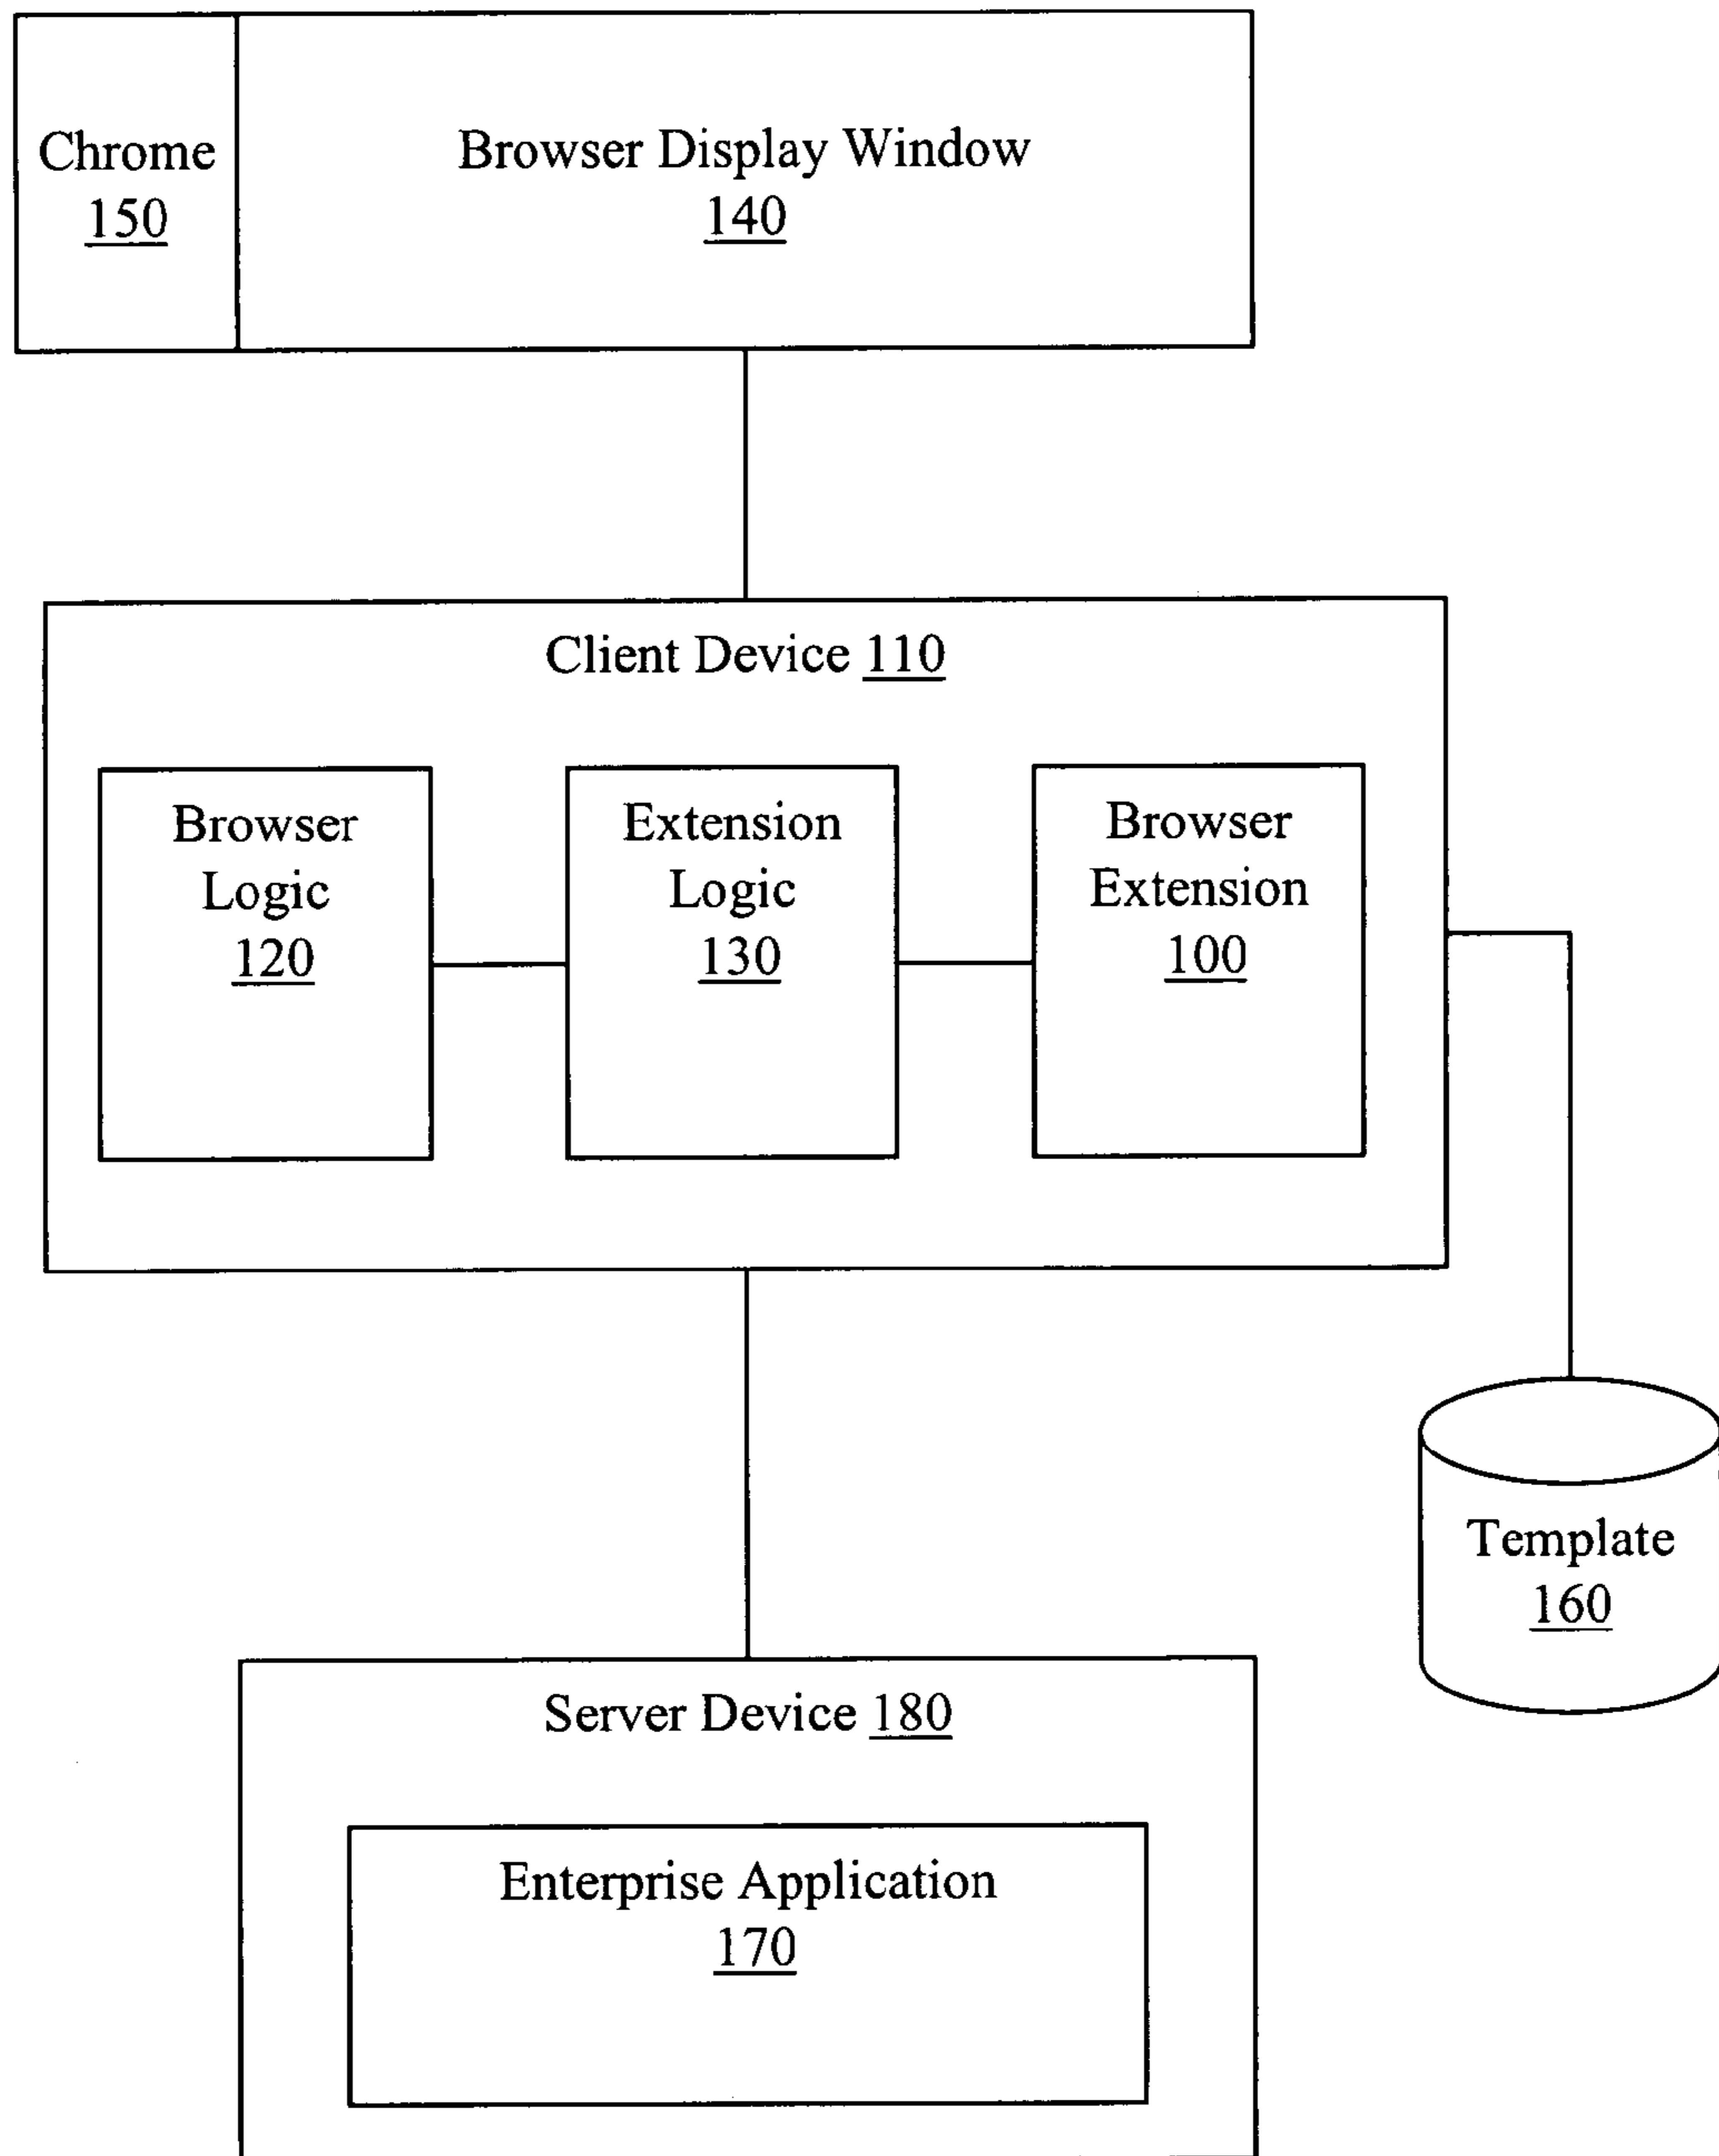 Chrome
150
Browser Display Window
140
Client Device 110
Browser
Logic
120
Extension
Logic
130
Browser
Extension
100
Template
160
Server Device 180
Enterprise Application
170